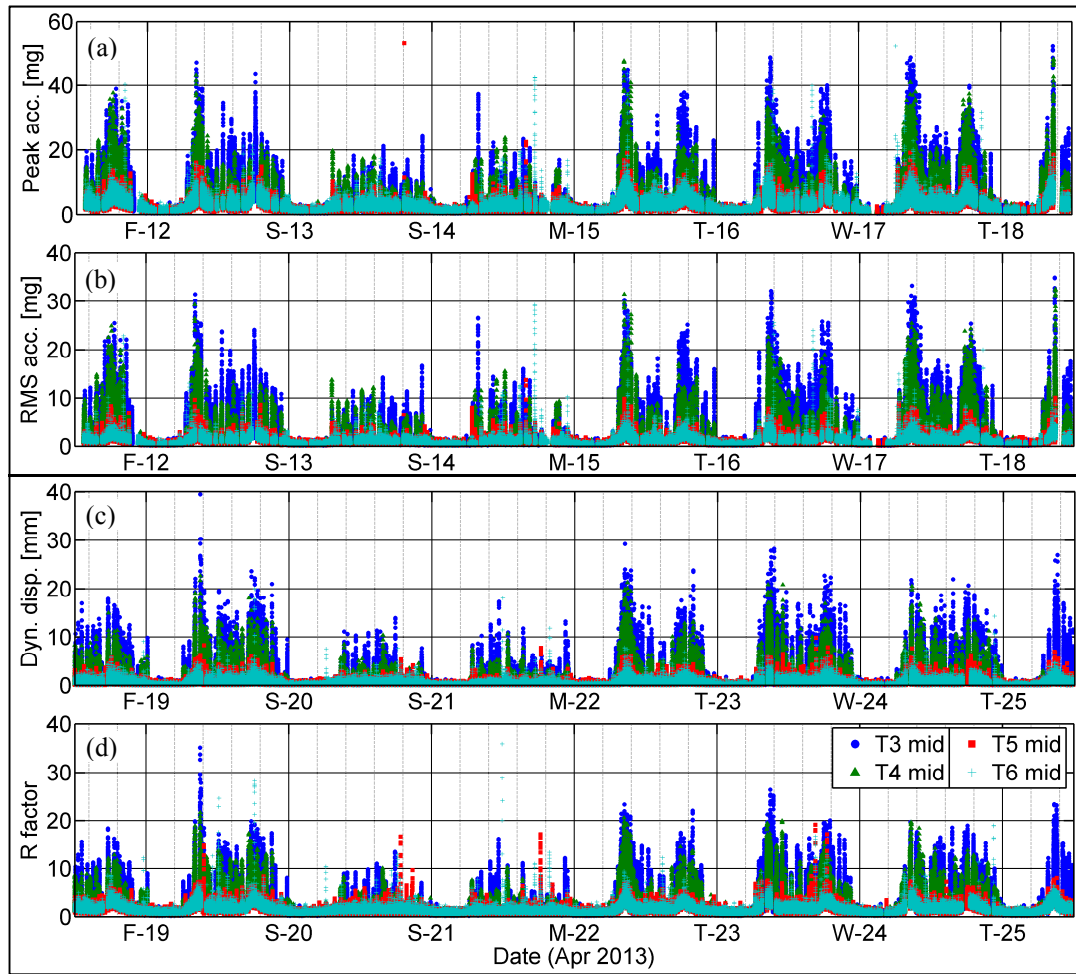 (a)
Peak acc. [mg]
60
40
20
0
F-12 S-13 S-14 M-15 T-16 W-17 T-18
(b)
RMS acc. [mg]
40
30
20
10
0
F-12 S-13 S-14 M-15 T-16 W-17 T-18
(c)
Dyn. disp. [mm]
40
30
20
10
0
F-19 S-20 S-21 M-22 T-23 W-24 T-25
(d)
R factor
40
30
20
10
0
T3 mid T5 mid
T4 mid T6 mid
F-19 S-20 S-21 M-22 T-23 W-24 T-25
Date (Apr 2013)